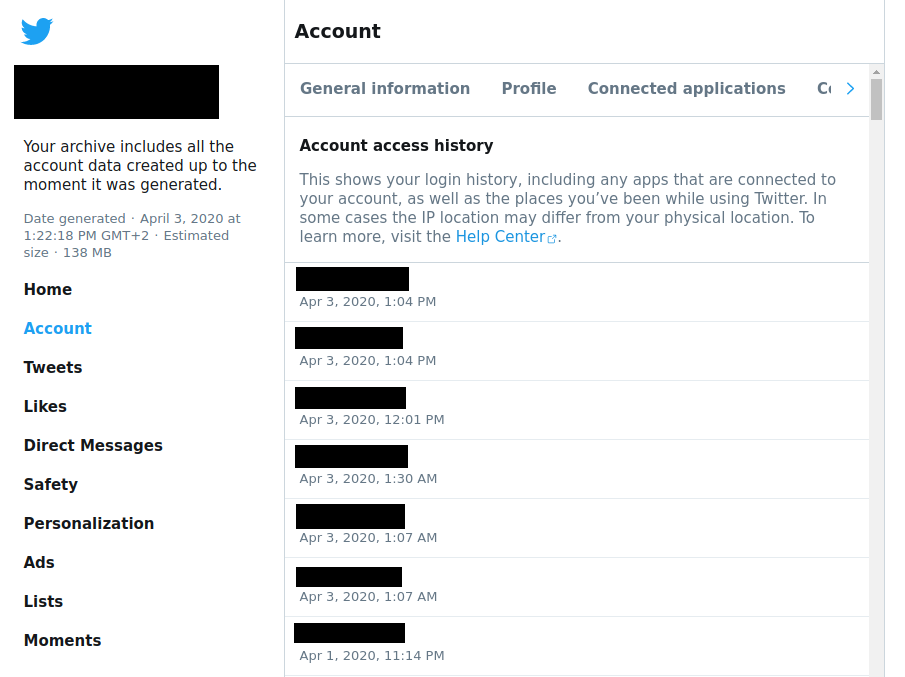 Your archive includes all the
account data created up to the
moment it was generated.
Date generated · April 3, 2020 at
1:22:18 PM GMT+2 · Estimated
size · 138 MB
Home
Account
Tweets
Likes
Direct Messages
Safety
Personalization
Ads
Lists
Moments
Account
General information Profile Connected applications
Account access history
This shows your login history, including any apps that are connected to
your account, as well as the places you’ve been while using Twitter. In
some cases the IP location may differ from your physical location. To
learn more, visit the Help Center.
Apr 3, 2020, 1:04 PM
Apr 3, 2020, 1:04 PM
Apr 3, 2020, 12:01 PM
Apr 3, 2020, 1:30 AM
Apr 3, 2020, 1:07 AM
Apr 3, 2020, 1:07 AM
Apr 1, 2020, 11:14 PM